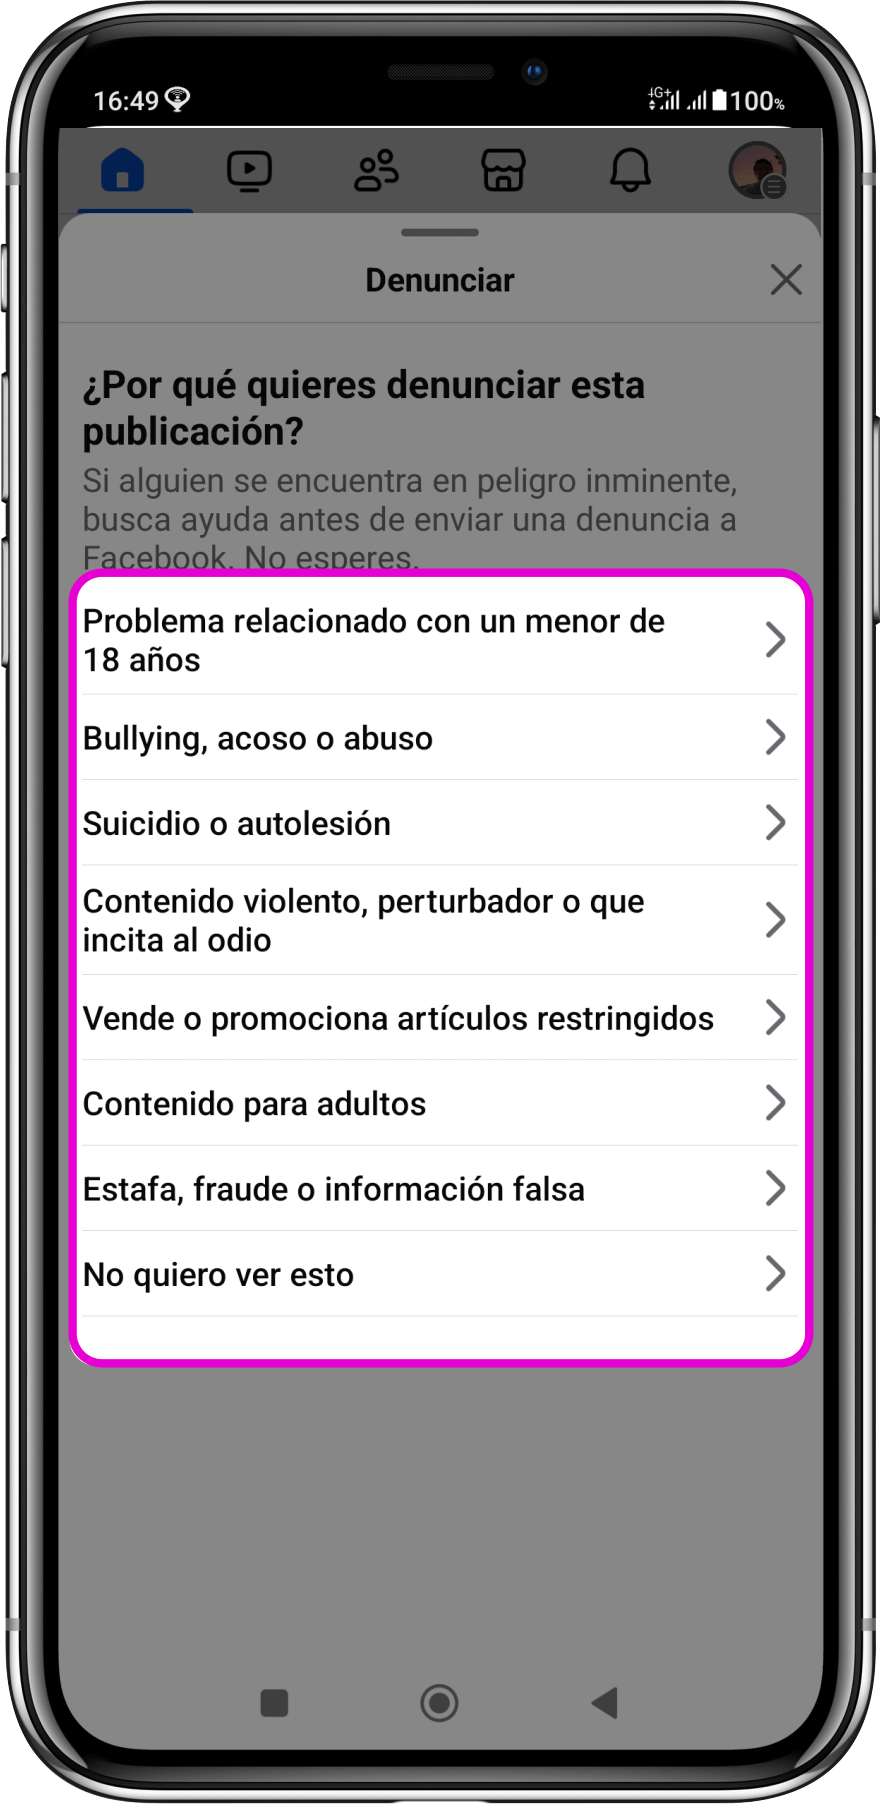 16:49
4G+ 100%
Denunciar
¿Por qué quieres denunciar esta
publicación?
Si alguien se encuentra en peligro inminente,
busca ayuda antes de enviar una denuncia a
Facebook. No esperes.
Problema relacionado con un menor de
18 años
Bullying, acoso o abuso
Suicidio o autolesión
Contenido violento, perturbador o que
incita al odio
Vende o promociona artículos restringidos
Contenido para adultos
Estafa, fraude o información falsa
No quiero ver esto